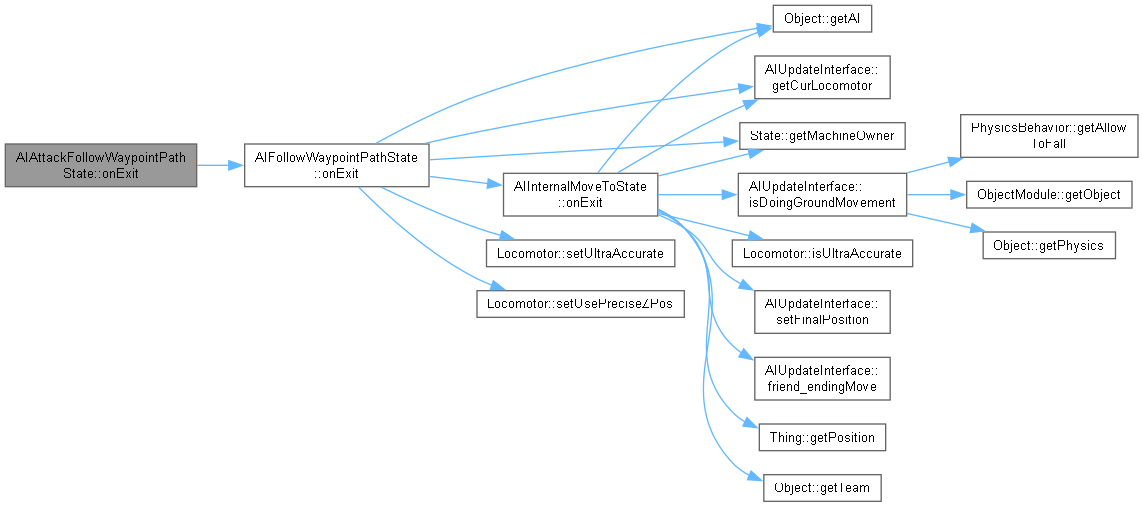 AIAttackFollowWaypointPath
State::onExit
AIFollowWaypointPathState
::onExit
Object::getAI
AIUpdateInterface::
getCurLocomotor
State::getMachineOwner
AIInternalMoveToState
::onExit
AIUpdateInterface::
isDoingGroundMovement
PhysicsBehavior::getAllow
ToFall
ObjectModule::getObject
Object::getPhysics
Locomotor::setUltraAccurate
Locomotor::isUltraAccurate
Locomotor::setUsePreciseZPos
AIUpdateInterface::
setFinalPosition
AIUpdateInterface::
friend_endingMove
Thing::getPosition
Object::getTeam